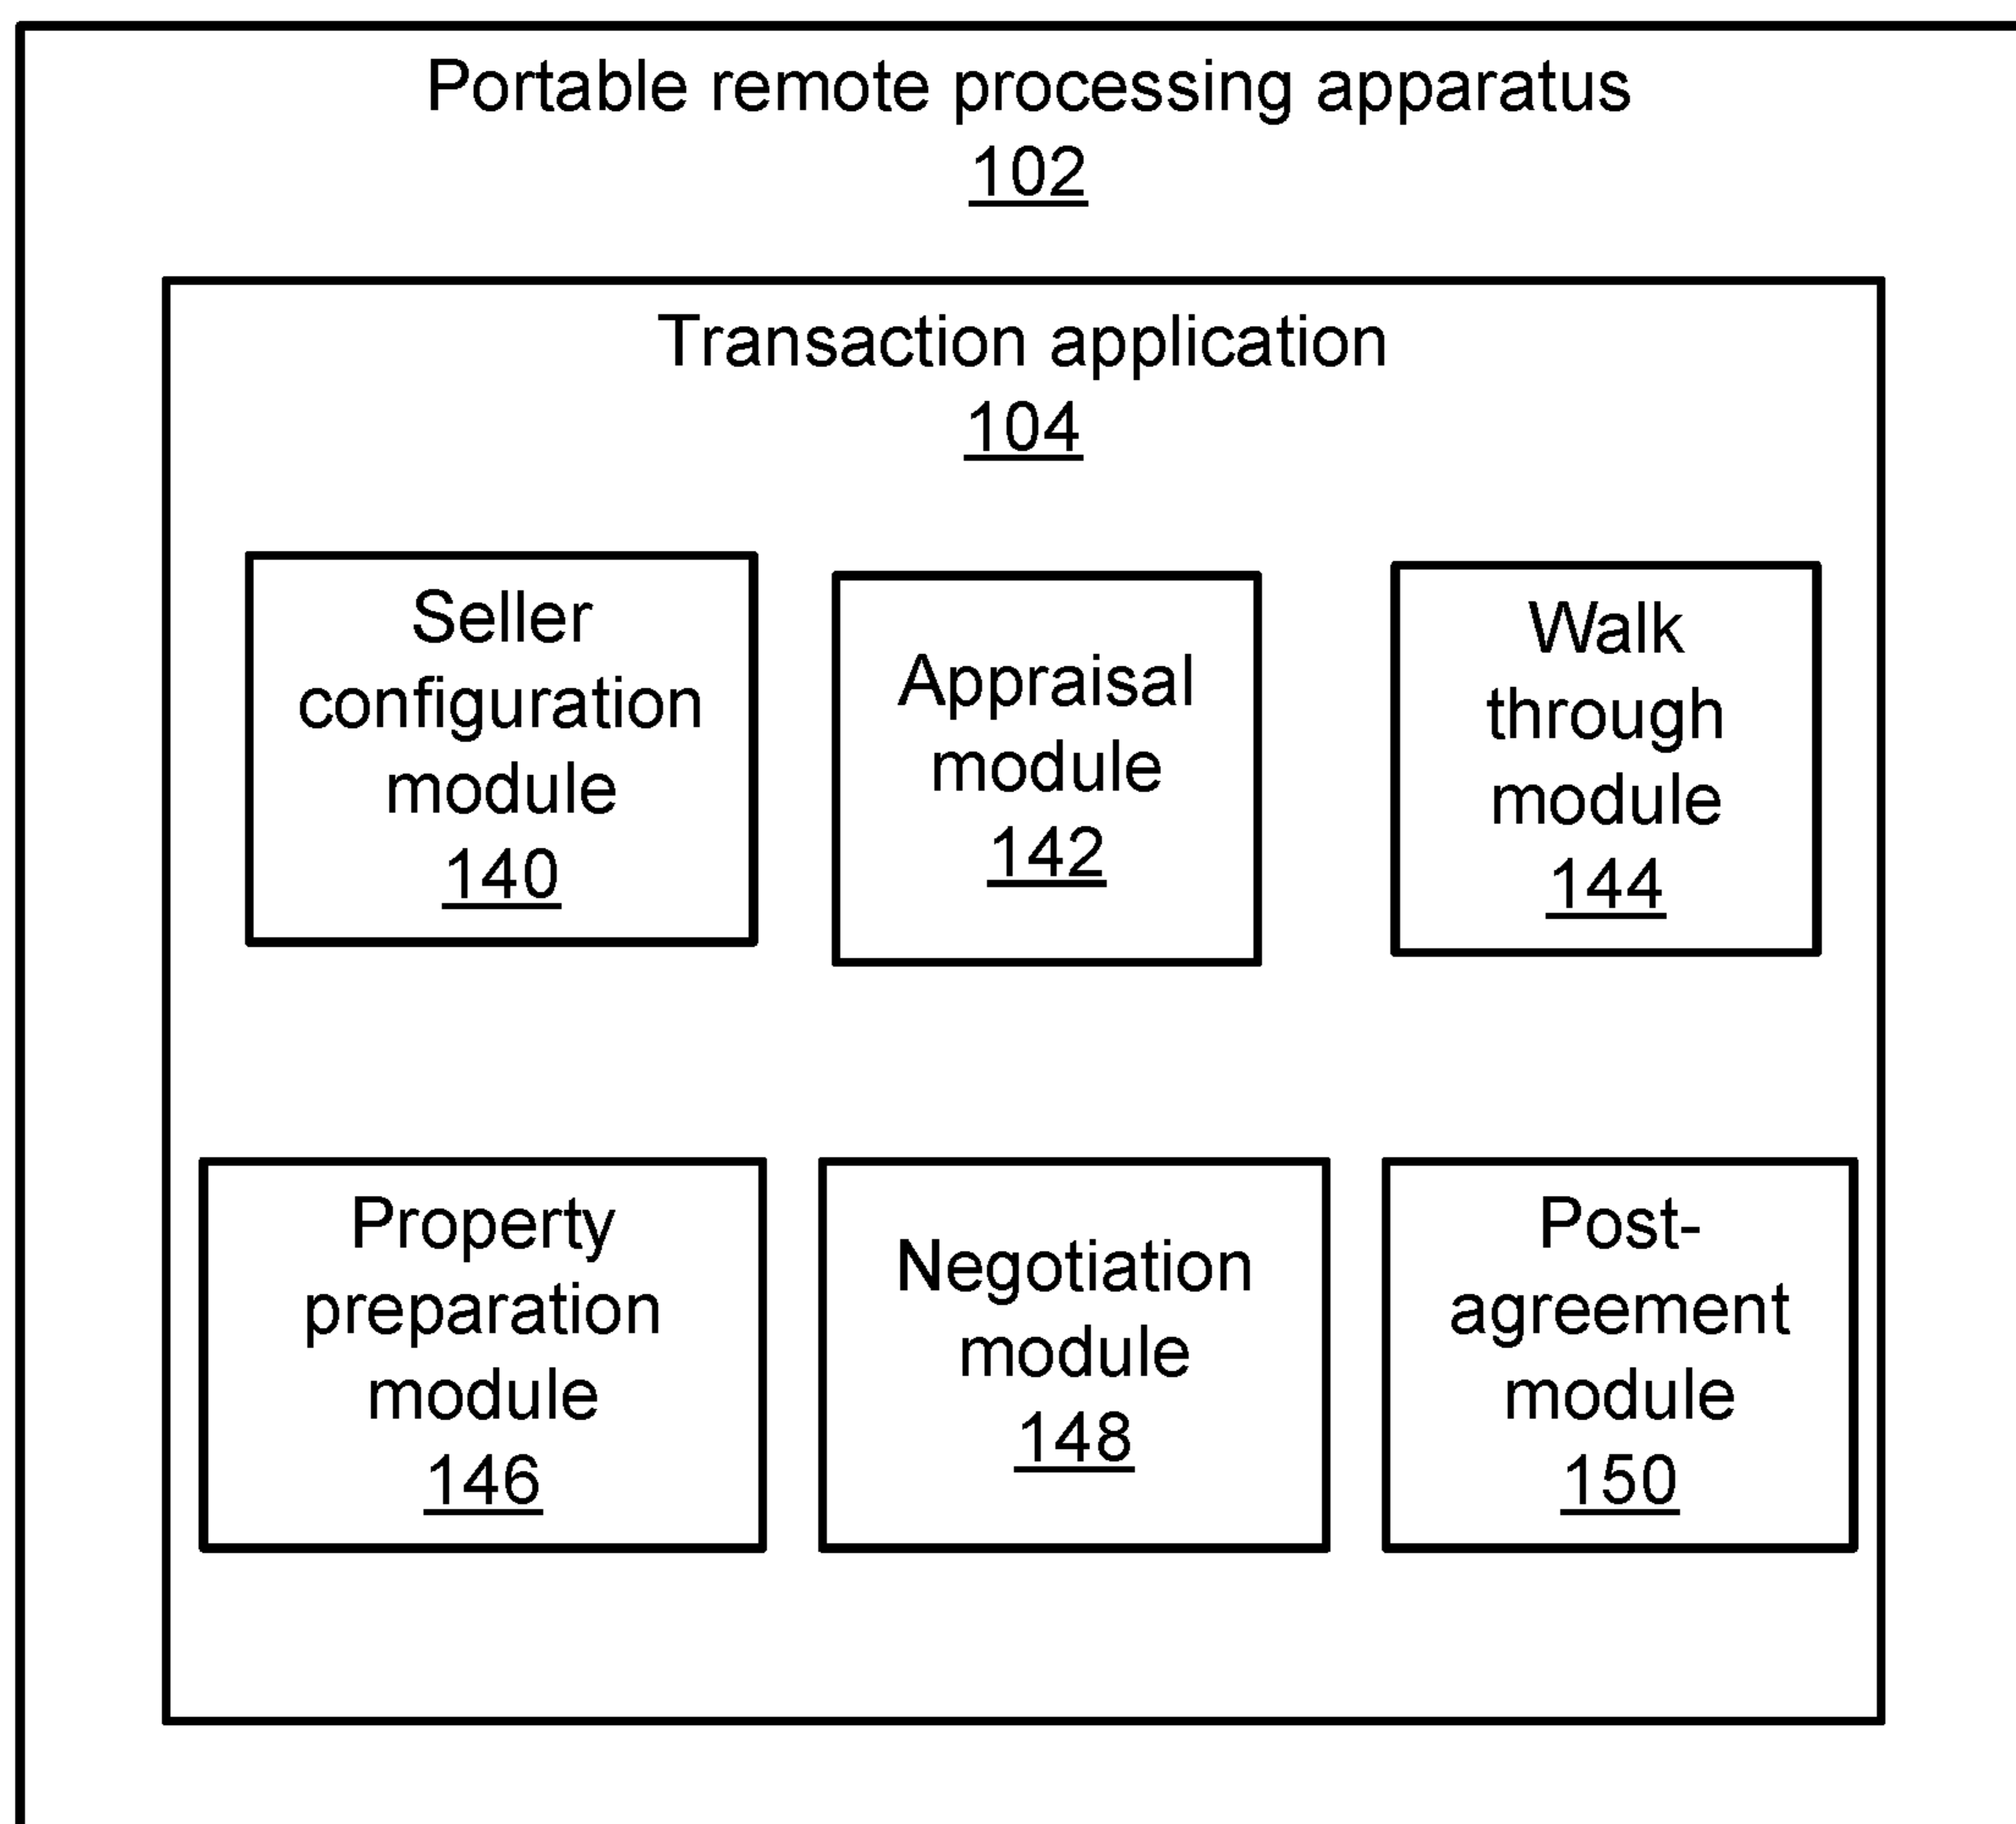 Portable remote processing apparatus
102
Transaction application
104
Seller
configuration
module
140
Appraisal
module
142
Walk
through
module
144
Property
preparation
module
146
Negotiation
module
148
Post-
agreement
module
150